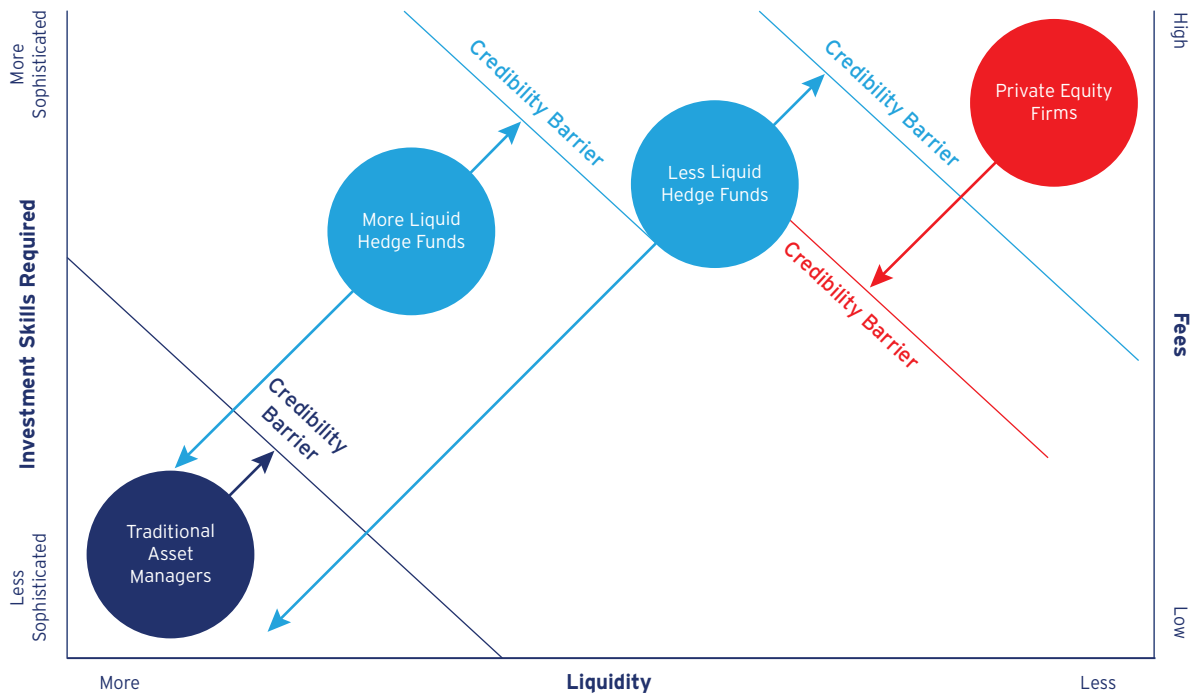 More
Sophisticated
Investment Skills Required
Less
Sophisticated
High
Fees
Low
More
Liquidity
Less
Credibility Barrier
Credibility Barrier
Credibility Barrier
Credibility
Barrier
Private Equity
Firms
Less Liquid
Hedge Funds
More Liquid
Hedge Funds
Traditional
Asset
Managers